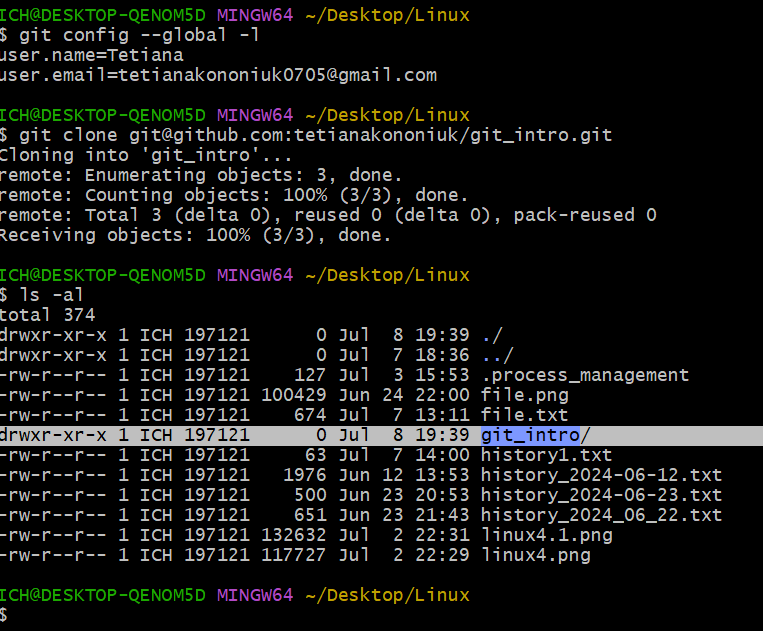 ICH@DESKTOP-QENOM5D MINGW64 ~/Desktop/Linux
$ git config --global -l
user.name=Tetiana
user.email=tetianakononiuk0705@gmail.com
ICH@DESKTOP-QENOM5D MINGW64 ~/Desktop/Linux
$ git clone git@github.com:tetianakononiuk/git_intro.git
Cloning into 'git_intro'...
remote: Enumerating objects: 3, done.
remote: Counting objects: 100% (3/3), done.
remote: Total 3 (delta 0), reused 0 (delta 0), pack-reused 0
Receiving objects: 100% (3/3), done.
ICH@DESKTOP-QENOM5D MINGW64 ~/Desktop/Linux
$ ls -al
total 374
drwxr-xr-x 1 ICH 197121      0 Jul  8 19:39 ./
drwxr-xr-x 1 ICH 197121      0 Jul  7 18:36 ../
-rw-r--r-- 1 ICH 197121    127 Jul  3 15:53 .process_management
-rw-r--r-- 1 ICH 197121 100429 Jun 24 22:00 file.png
-rw-r--r-- 1 ICH 197121    674 Jul  7 13:11 file.txt
drwxr-xr-x 1 ICH 197121      0 Jul  8 19:39 git_intro/
-rw-r--r-- 1 ICH 197121     63 Jul  7 14:00 history1.txt
-rw-r--r-- 1 ICH 197121   1976 Jun 12 13:53 history_2024-06-12.txt
-rw-r--r-- 1 ICH 197121    500 Jun 23 20:53 history_2024-06-23.txt
-rw-r--r-- 1 ICH 197121    651 Jun 23 21:43 history_2024_06_22.txt
-rw-r--r-- 1 ICH 197121 132632 Jul  2 22:31 linux4.1.png
-rw-r--r-- 1 ICH 197121 117727 Jul  2 22:29 linux4.png
ICH@DESKTOP-QENOM5D MINGW64 ~/Desktop/Linux
$